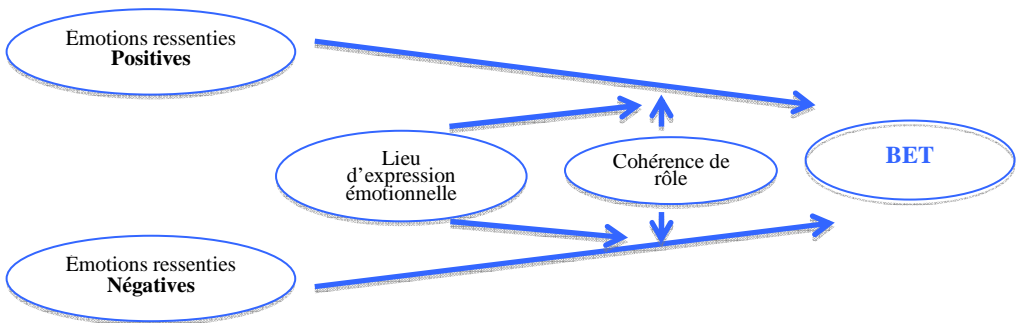 Emotions ressenties
Positives
Lieu
d’expression
émotionnelle
Cohérence de
rôle
BET
Emotions ressenties
Négatives